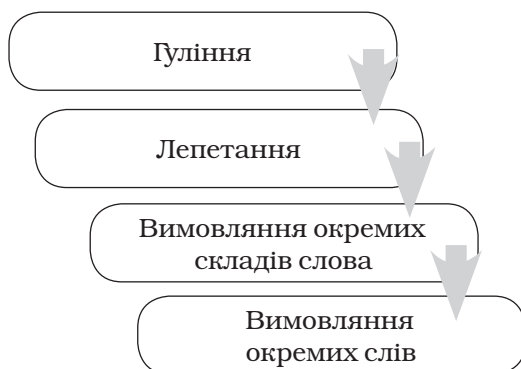 Гуління
Лепетання
Вимовляння окремих
складів слова
Вимовляння
окремих слів